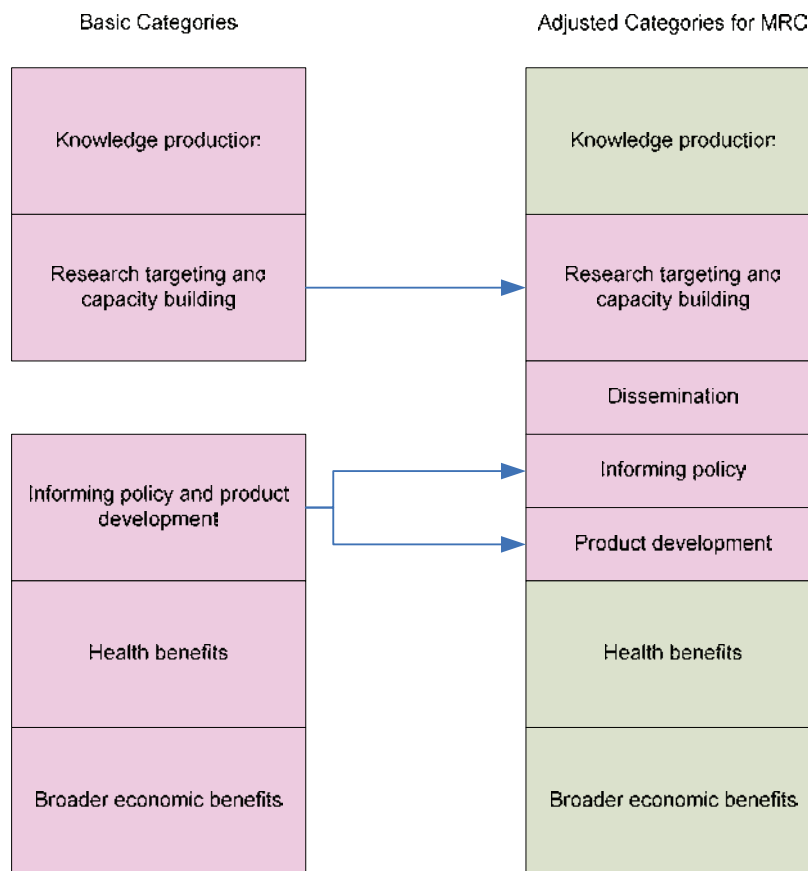 Basic Categories
Adjusted Categories for MRC
Knowledge production
Research targeting and
capacity building
Informing policy and product
development
Health benefits
Broader economic benefits
Knowledge production
Research targeting and
capacity building
Dissemination
Informing policy
Product development
Health benefits
Broader economic benefits